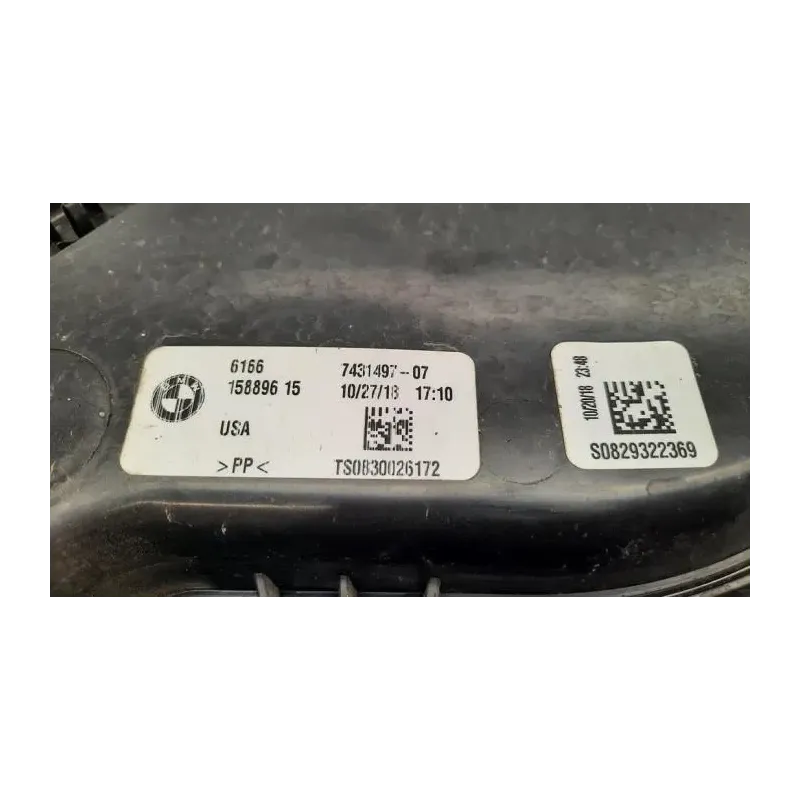 BMW
6166
158896 15
USA
>PP<
7431497-07
10/27/18 17:10
TS0830026172
10/20/18 23:48
S0829322369